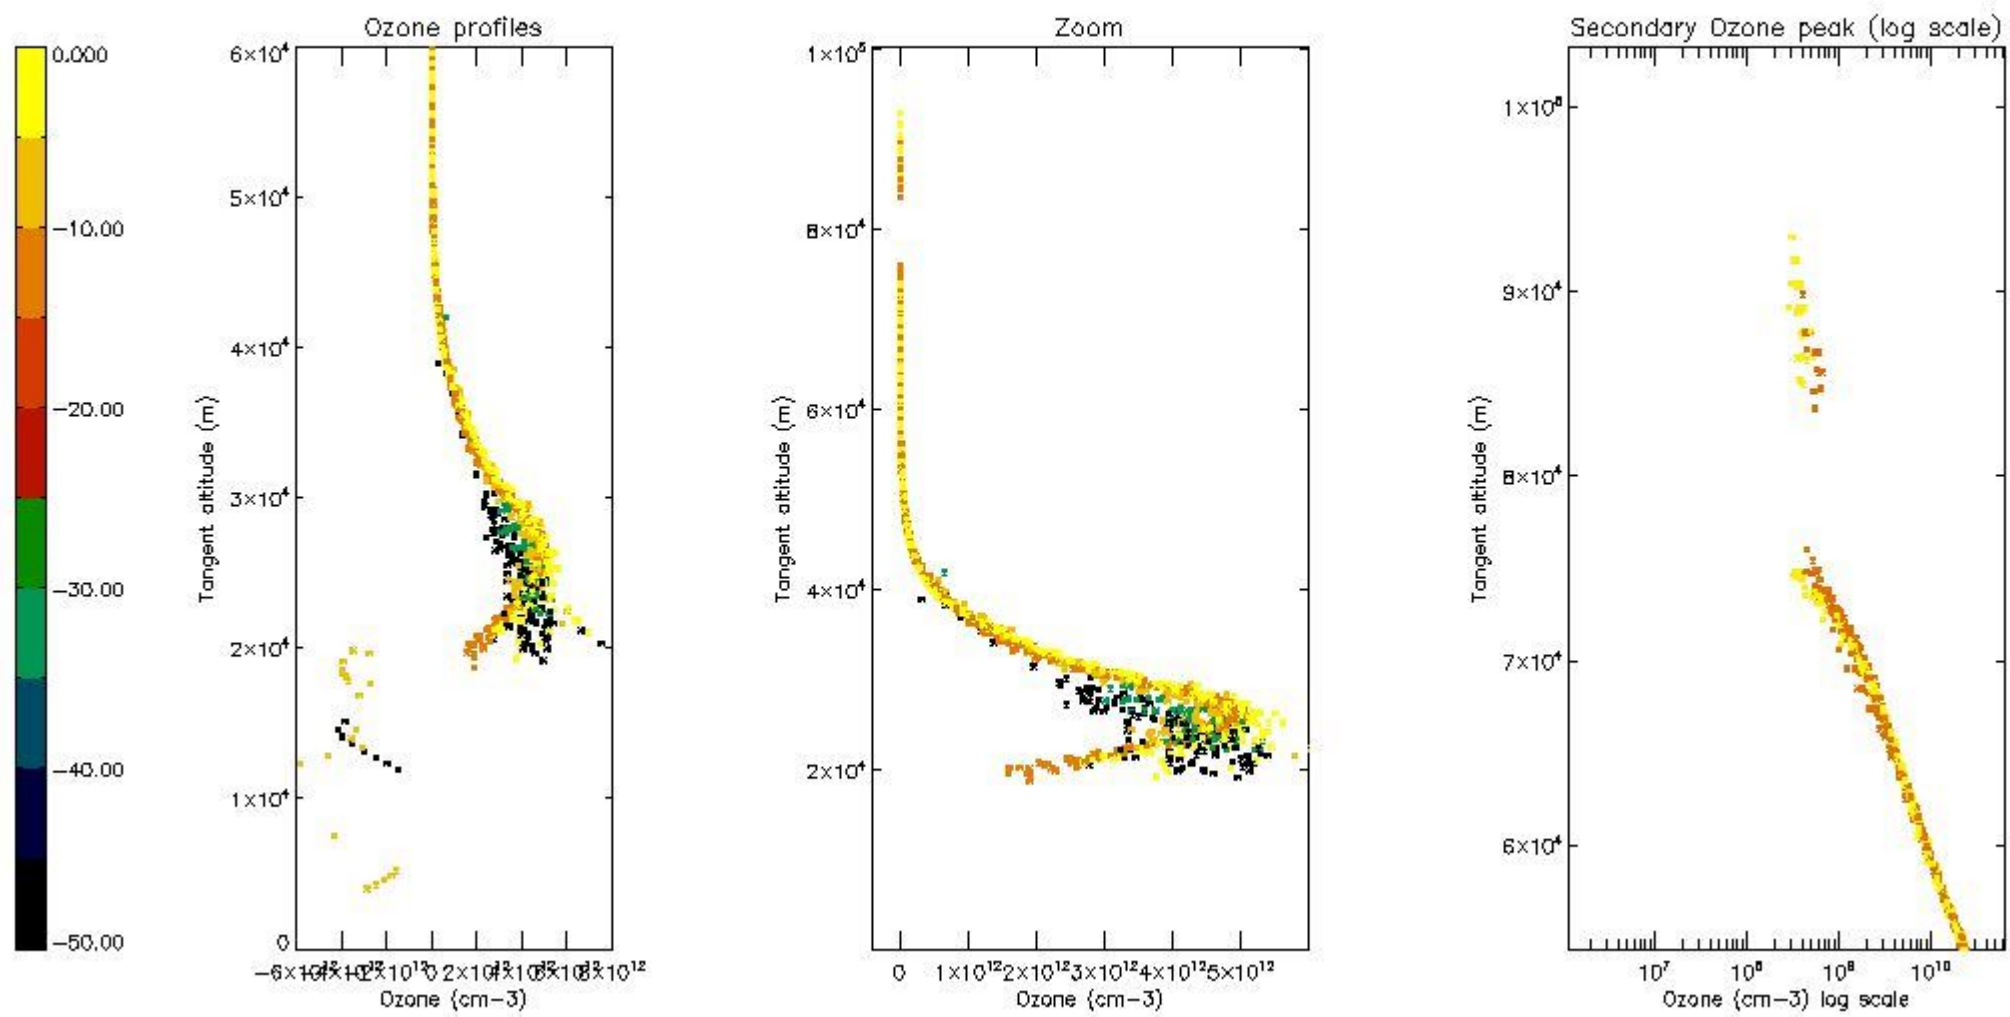 Ozone profiles
Zoom
Secondary Ozone peak (log scale)
0.000
-10.00
-20.00
-30.00
-40.00
-50.00
Tangent altitude (m)
6×10⁴
5×10⁴
4×10⁴
3×10⁴
2×10⁴
1×10⁴
0
0
Ozone (cm-3)
Tangent altitude (m)
1×10⁵
8×10⁴
6×10⁴
4×10⁴
2×10⁴
0 1×10¹² 2×10¹² 3×10¹² 4×10¹² 5×10¹²
Ozone (cm-3)
Tangent altitude (m)
9×10⁴
8×10⁴
7×10⁴
6×10⁴
10⁷ 10⁸ 10⁹ 10¹⁰
Ozone (cm-3) log scale